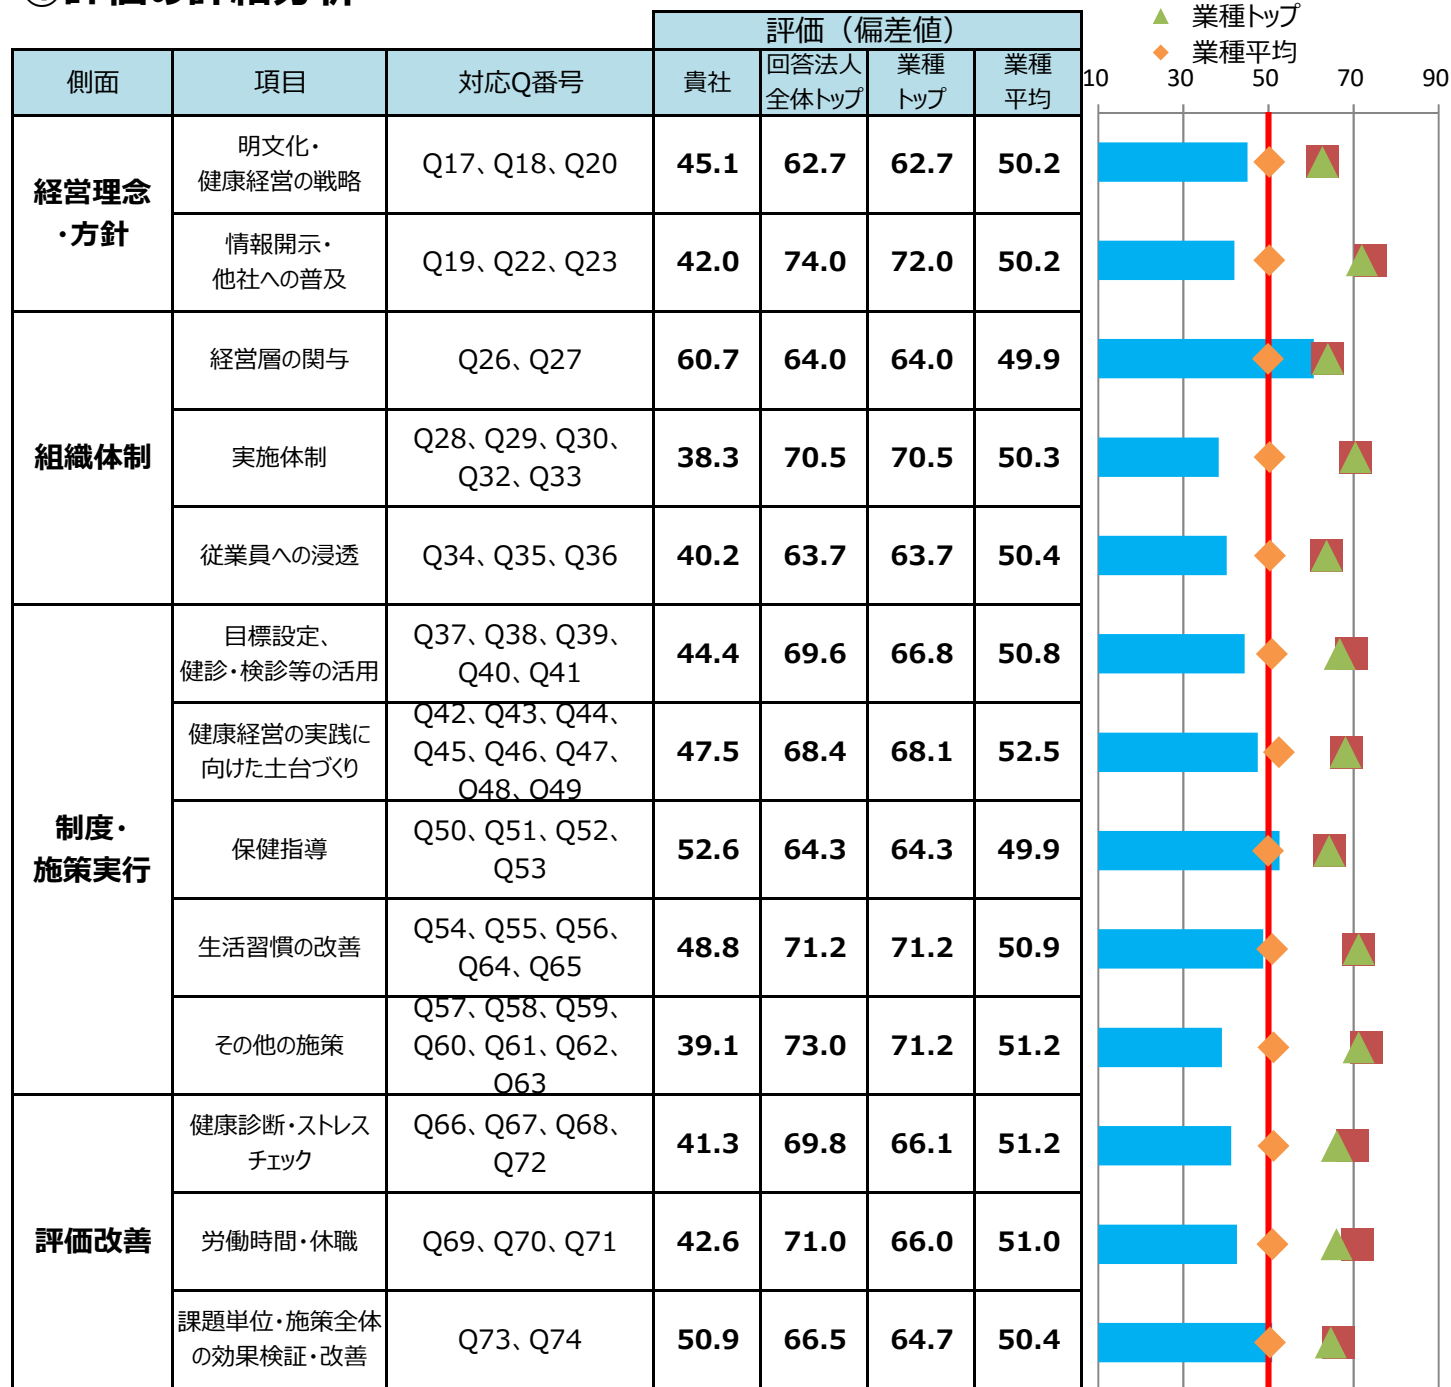 業種トップ
業種平均
評価（偏差値）
側面 項目 対応Q番号 貴社 回答法人 業種 業種
全体トップ トップ 平均
10 30 50 70 90
経営理念
・方針
明文化・
健康経営の戦略
Q17、Q18、Q20 45.1 62.7 62.7 50.2
情報開示・
他社への普及
Q19、Q22、Q23 42.0 74.0 72.0 50.2
組織体制
経営層の関与 Q26、Q27 60.7 64.0 64.0 49.9
実施体制
Q28、Q29、Q30、
Q32、Q33
38.3 70.5 70.5 50.3
従業員への浸透 Q34、Q35、Q36 40.2 63.7 63.7 50.4
制度・
施策実行
目標設定、
健診・検診等の活用
Q37、Q38、Q39、
Q40、Q41
44.4 69.6 66.8 50.8
健康経営の実践に
向けた土台づくり
Q42、Q43、Q44、
Q45、Q46、Q47、
Q48、Q49
47.5 68.4 68.1 52.5
保健指導
Q50、Q51、Q52、
Q53
52.6 64.3 64.3 49.9
生活習慣の改善
Q54、Q55、Q56、
Q64、Q65
48.8 71.2 71.2 50.9
その他の施策
Q57、Q58、Q59、
Q60、Q61、Q62、
Q63
39.1 73.0 71.2 51.2
評価改善
健康診断・ストレス
チェック
Q66、Q67、Q68、
Q72
41.3 69.8 66.1 51.2
労働時間・休職 Q69、Q70、Q71 42.6 71.0 66.0 51.0
課題単位・施策全体
の効果検証・改善
Q73、Q74 50.9 66.5 64.7 50.4